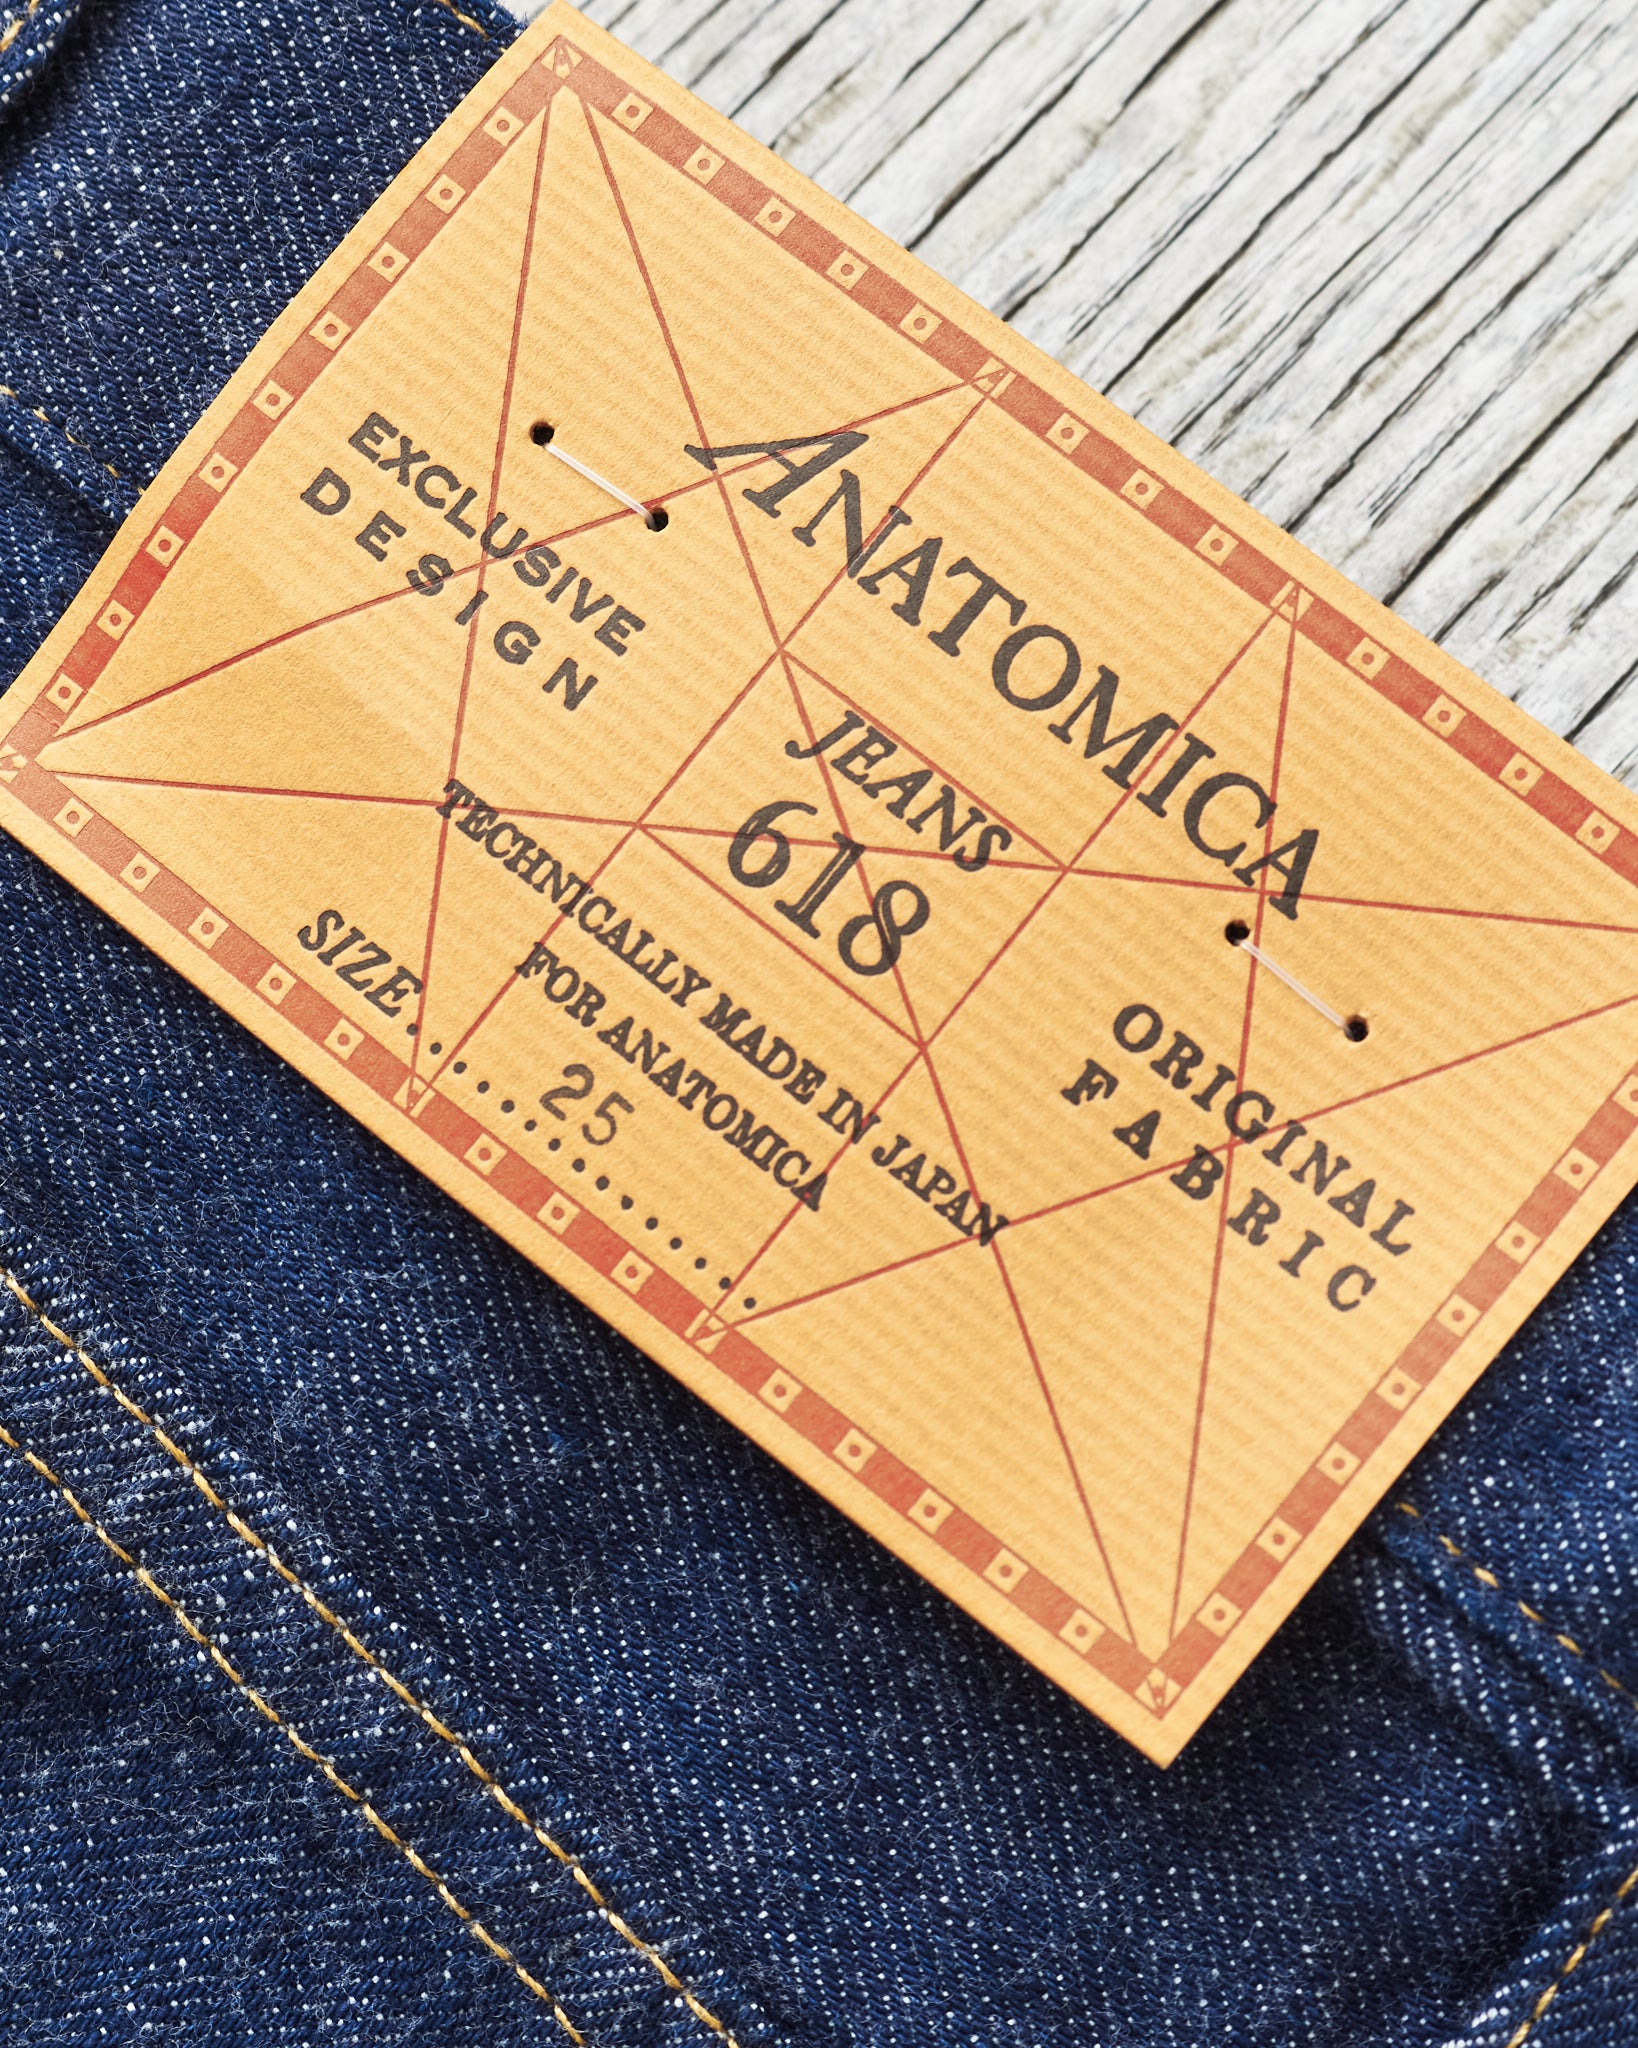 ANATOMICA
EXCLUSIVE
DESIGN
JEANS
618
ORIGINAL
FABRIC
TECHNICALLY MADE IN JAPAN
FOR ANATOMICA
SIZE.......25.......